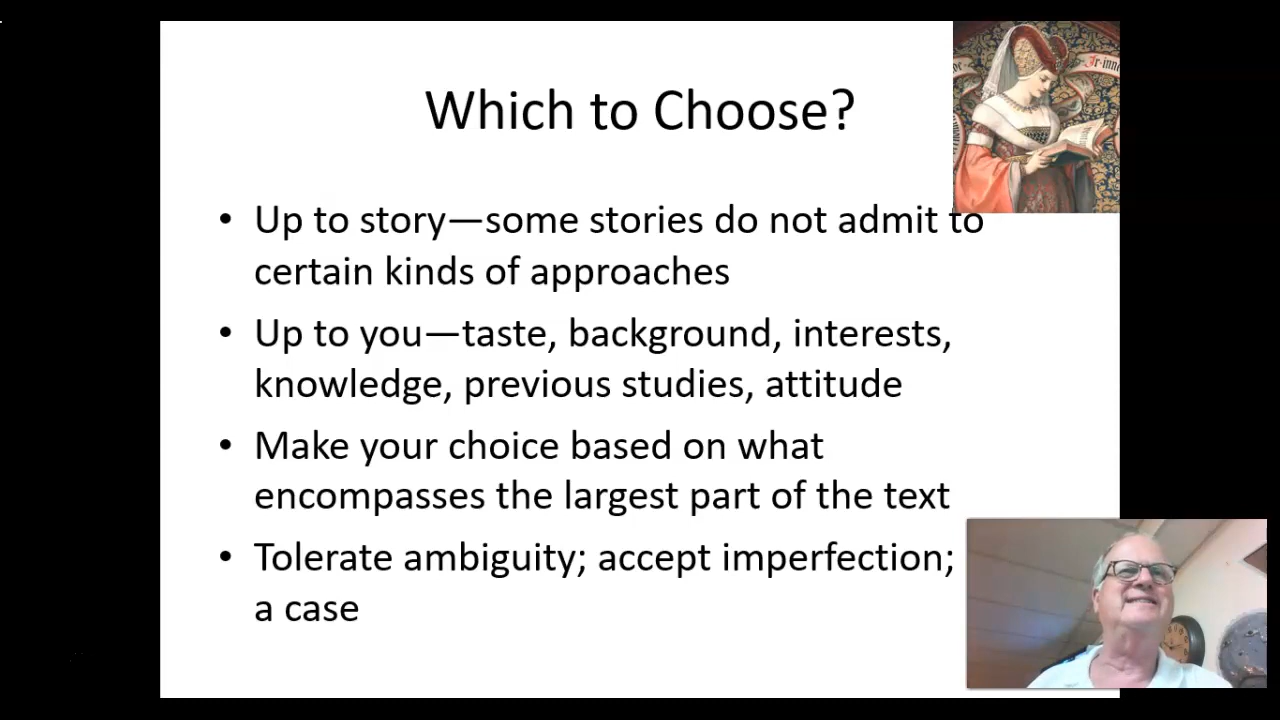 Which to Choose?
• Up to story—some stories do not admit to
certain kinds of approaches
• Up to you—taste, background, interests,
knowledge, previous studies, attitude
• Make your choice based on what
encompasses the largest part of the text
• Tolerate ambiguity; accept imperfection;
a case